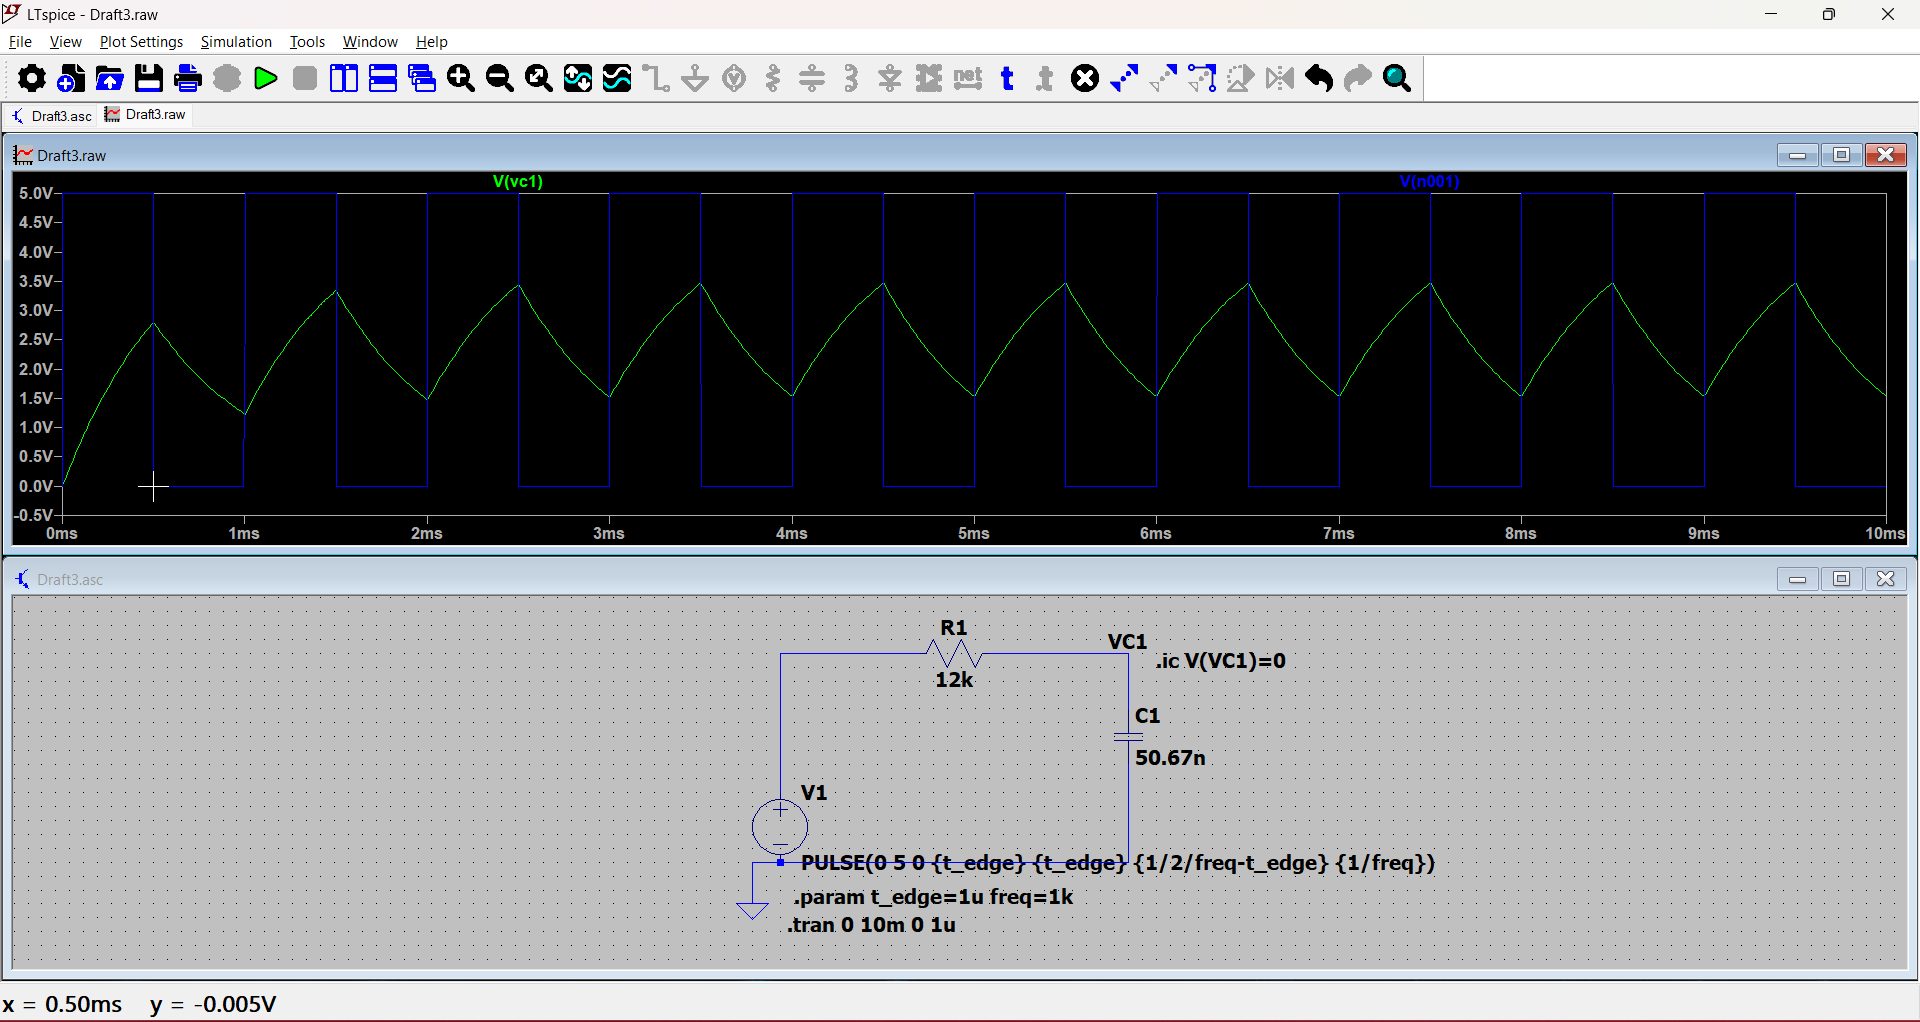 LTspice - Draft3.raw
File View Plot Settings Simulation Tools Window Help
net t .t
Draft3.asc Draft3.raw
Draft3.raw
V(vc1) V(n001)
5.0V
4.5V
4.0V
3.5V
3.0V
2.5V
2.0V
1.5V
1.0V
0.5V
0.0V
-0.5V
0ms 1ms 2ms 3ms 4ms 5ms 6ms 7ms 8ms 9ms 10ms
Draft3.asc
R1
12k
VC1
.ic V(VC1)=0
C1
50.67n
V1
PULSE(0 5 0 {t_edge} {t_edge} {1/2/freq-t_edge} {1/freq})
.param t_edge=1u freq=1k
.tran 0 10m 0 1u
x = 0.50ms y = -0.005V